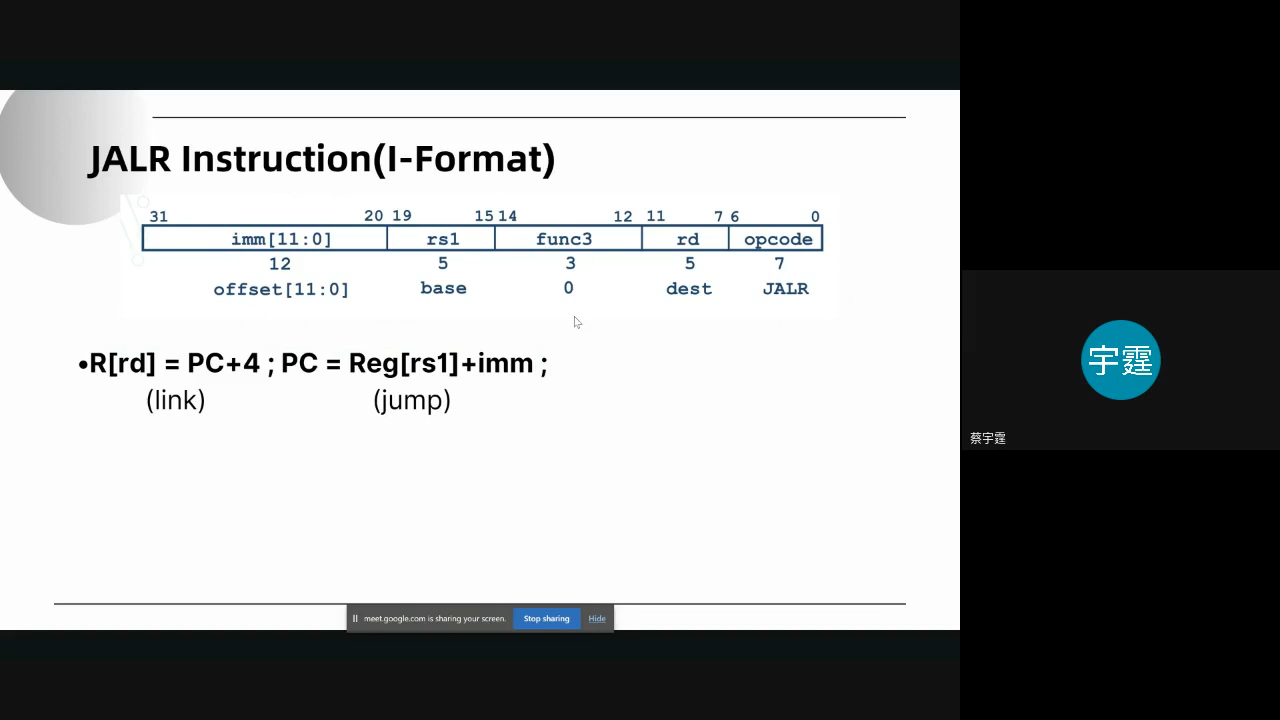 JALR Instruction(I-Format)
31 20 19 15 14 12 11 7 6 0
imm[11:0] rs1 func3 rd opcode
12 5 3 5 7
offset[11:0] base 0 dest JALR
•R[rd] = PC+4 ; PC = Reg[rs1]+imm ;
(link) (jump)
meet.google.com is sharing your screen. Stop sharing Hide
宇霆
蔡宇霆